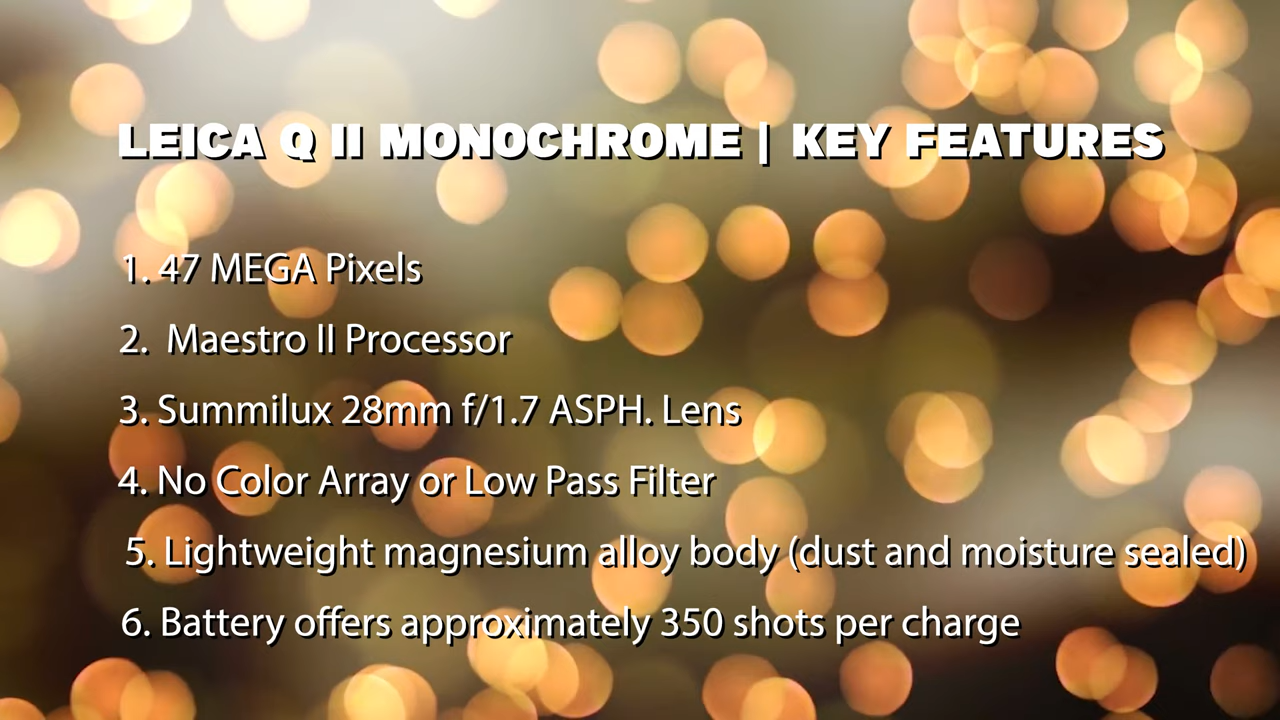 LEICA Q II MONOCHROME | KEY FEATURES
1. 47 MEGA Pixels
2. Maestro II Processor
3. Summilux 28mm f/1.7 ASPH. Lens
4. No Color Array or Low Pass Filter
5. Lightweight magnesium alloy body (dust and moisture sealed)
6. Battery offers approximately 350 shots per charge